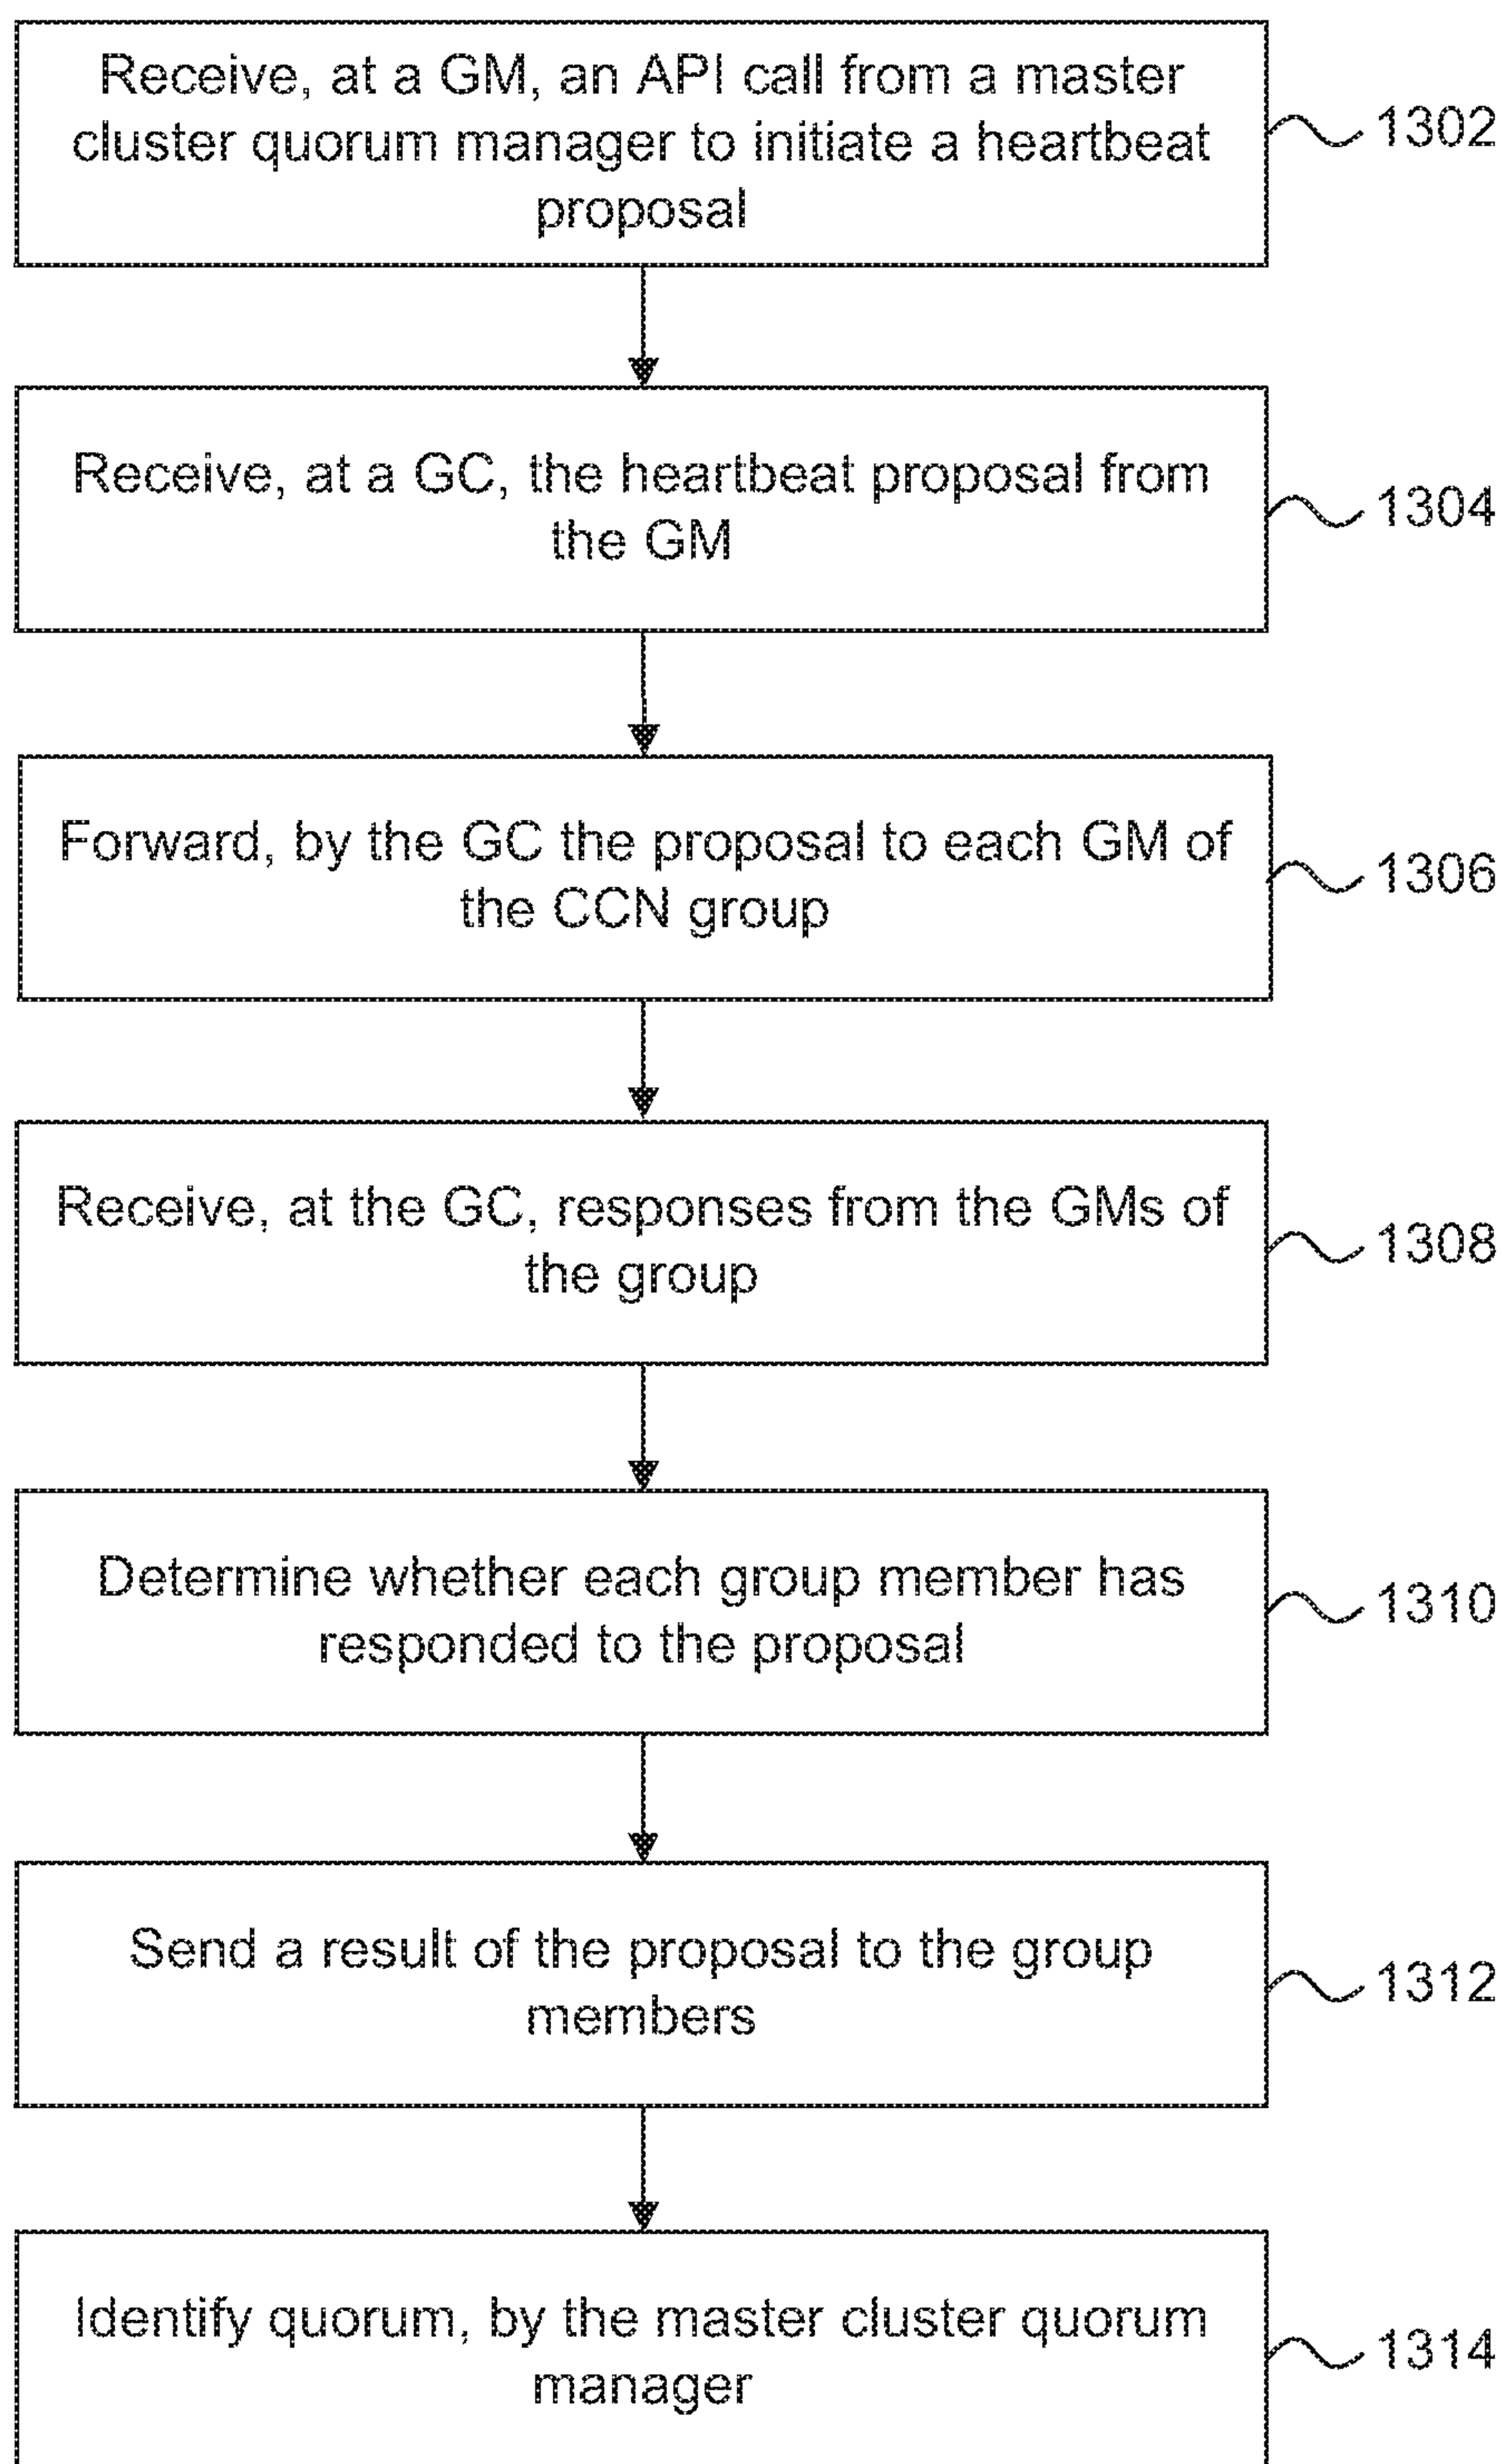 Receive, at a GM, an API call from a master
cluster quorum manager to initiate a heartbeat
proposal
1302
Receive, at a GC, the heartbeat proposal from
the GM
1304
Forward, by the GC the proposal to each GM of
the CCN group
1306
Receive, at the GC, responses from the GMs of
the group
1308
Determine whether each group member has
responded to the proposal
1310
Send a result of the proposal to the group
members
1312
Identify quorum, by the master cluster quorum
manager
1314